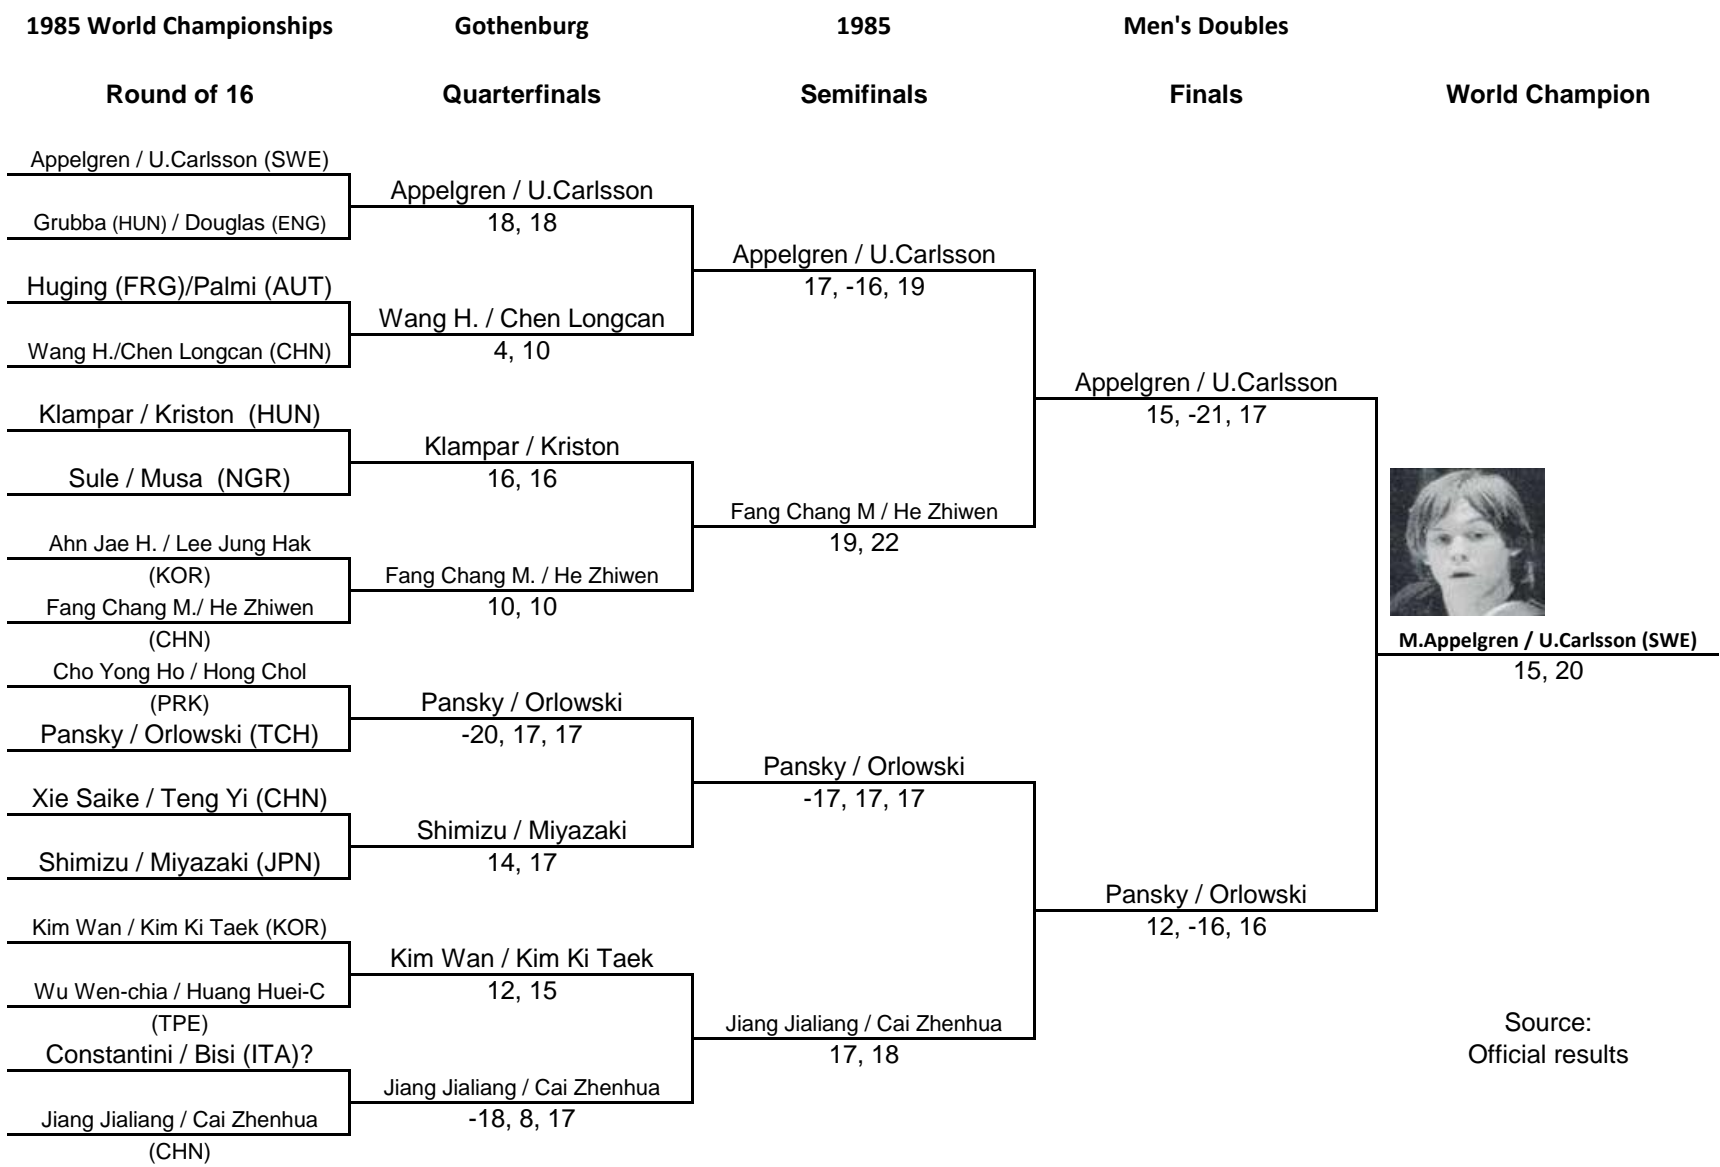 1985 World Championships Gothenburg 1985 Men's Doubles
Round of 16 Quarterfinals Semifinals Finals World Champion
Appelgren / U.Carlsson (SWE)
Grubba (HUN) / Douglas (ENG)
Huging (FRG)/Palmi (AUT)
Wang H./Chen Longcan (CHN)
Klampar / Kriston (HUN)
Sule / Musa (NGR)
Ahn Jae H. / Lee Jung Hak
(KOR)
Fang Chang M./ He Zhiwen
(CHN)
Cho Yong Ho / Hong Chol
(PRK)
Pansky / Orlowski (TCH)
Xie Saike / Teng Yi (CHN)
Shimizu / Miyazaki (JPN)
Kim Wan / Kim Ki Taek (KOR)
Wu Wen-chia / Huang Huei-C
(TPE)
Constantini / Bisi (ITA)?
Jiang Jialiang / Cai Zhenhua
(CHN)
Appelgren / U.Carlsson
18, 18
Wang H. / Chen Longcan
4, 10
Klampar / Kriston
16, 16
Fang Chang M. / He Zhiwen
10, 10
Pansky / Orlowski
-20, 17, 17
Shimizu / Miyazaki
14, 17
Kim Wan / Kim Ki Taek
12, 15
Jiang Jialiang / Cai Zhenhua
-18, 8, 17
Appelgren / U.Carlsson
17, -16, 19
Fang Chang M / He Zhiwen
19, 22
Pansky / Orlowski
-17, 17, 17
Jiang Jialiang / Cai Zhenhua
17, 18
Appelgren / U.Carlsson
15, -21, 17
Pansky / Orlowski
12, -16, 16
M.Appelgren / U.Carlsson (SWE)
15, 20
Source:
Official results